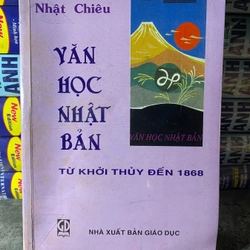 Nhật Chiêu
VĂN
HỌC
NHẬT
BẢN
VĂN HỌC NHẬT BẢN
TỪ KHỞI THỦY ĐẾN 1868
NHÀ XUẤT BẢN GIÁO DỤC